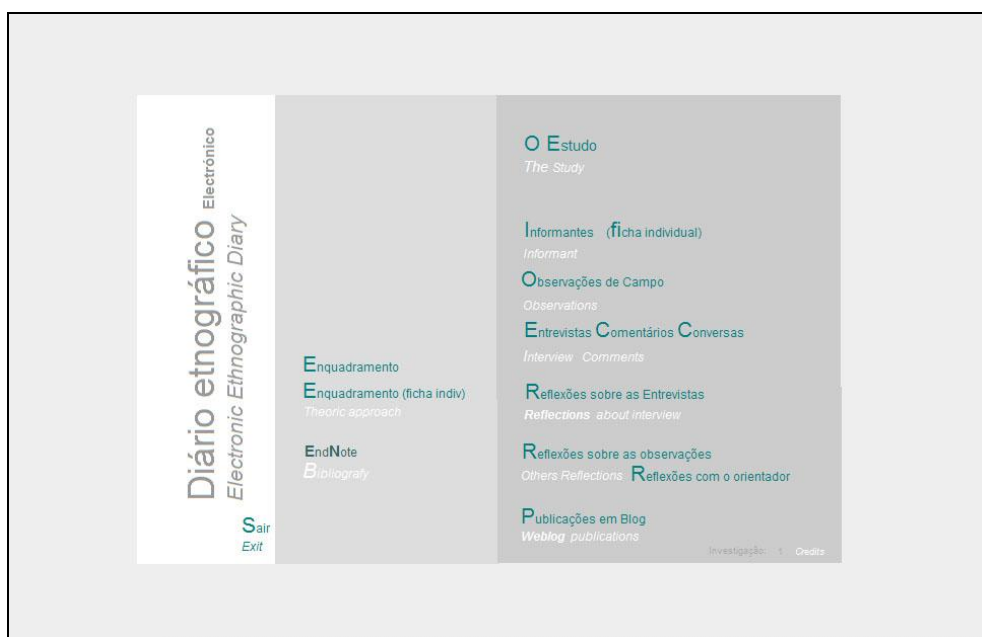 Diário etnográfico Electrónico
Electronic Ethnographic Diary
Sair
Exit
Enquadramento
Enquadramento (ficha indiv)
Theoric approach
EndNote
Bibliografy
O Estudo
The Study
Informantes (ficha individual)
Informant
Observações de Campo
Observations
Entrevistas Comentários Conversas
Interview Comments
Reflexões sobre as Entrevistas
Reflections about interview
Reflexões sobre as observações
Others Reflections Reflexões com o orientador
Publicações em Blog
Weblog publications
Investigação: 1 Credits